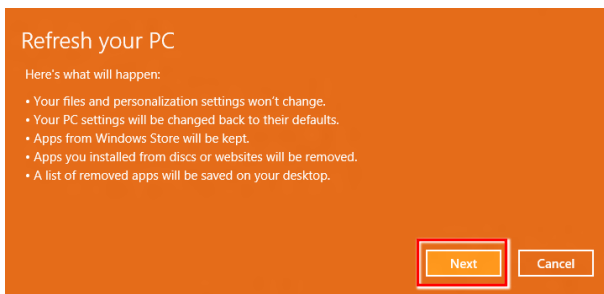 Refresh your PC
Here's what will happen:
• Your files and personalization settings won't change.
• Your PC settings will be changed back to their defaults.
• Apps from Windows Store will be kept.
• Apps you installed from discs or websites will be removed.
• A list of removed apps will be saved on your desktop.
Next Cancel